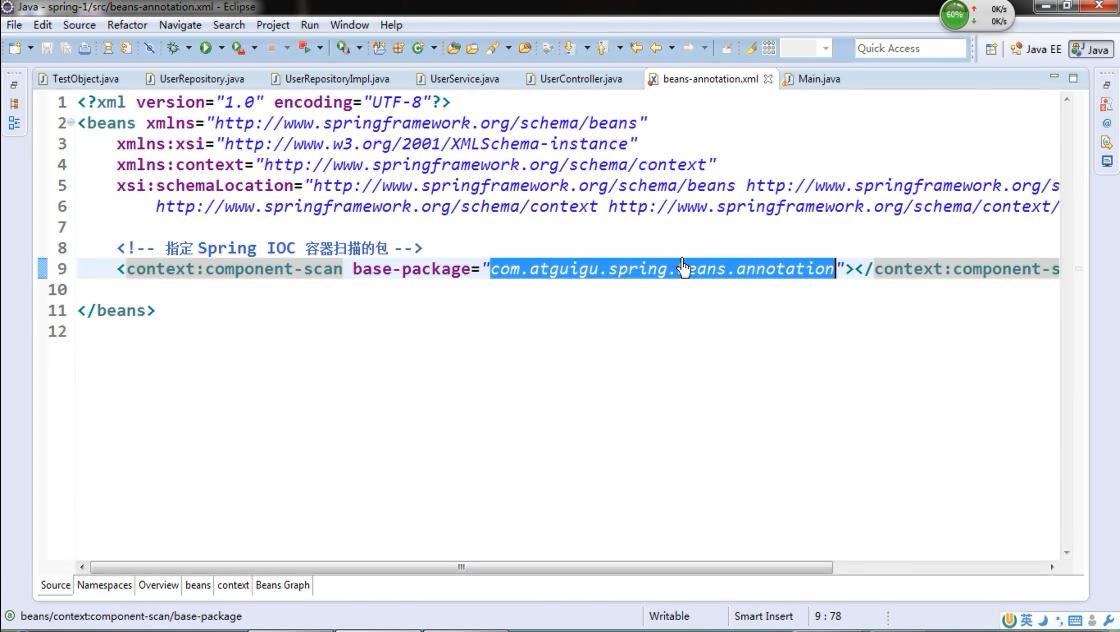 Java - spring-1/src/beans-annotation.xml - Eclipse
60% 0K/s
0K/s
File Edit Source Refactor Navigate Search Project Run Window Help
Quick Access Java EE Java
TestObject.java UserRepository.java UserRepositoryImpl.java UserService.java UserController.java beans-annotation.xml Main.java
1 <?xml version="1.0" encoding="UTF-8"?>
2 <beans xmlns="http://www.springframework.org/schema/beans"
3 xmlns:xsi="http://www.w3.org/2001/XMLSchema-instance"
4 xmlns:context="http://www.springframework.org/schema/context"
5 xsi:schemaLocation="http://www.springframework.org/schema/beans http://www.springframework.org/s
6 http://www.springframework.org/schema/context http://www.springframework.org/schema/context/
7
8 <!-- 指定 Spring IOC 容器扫描的包 -->
9 <context:component-scan base-package="com.atguigu.spring.beans.annotation"></context:component-s
10
11 </beans>
12
Source Namespaces Overview beans context Beans Graph
beans/context:component-scan/base-package Writable Smart Insert 9 : 78
英